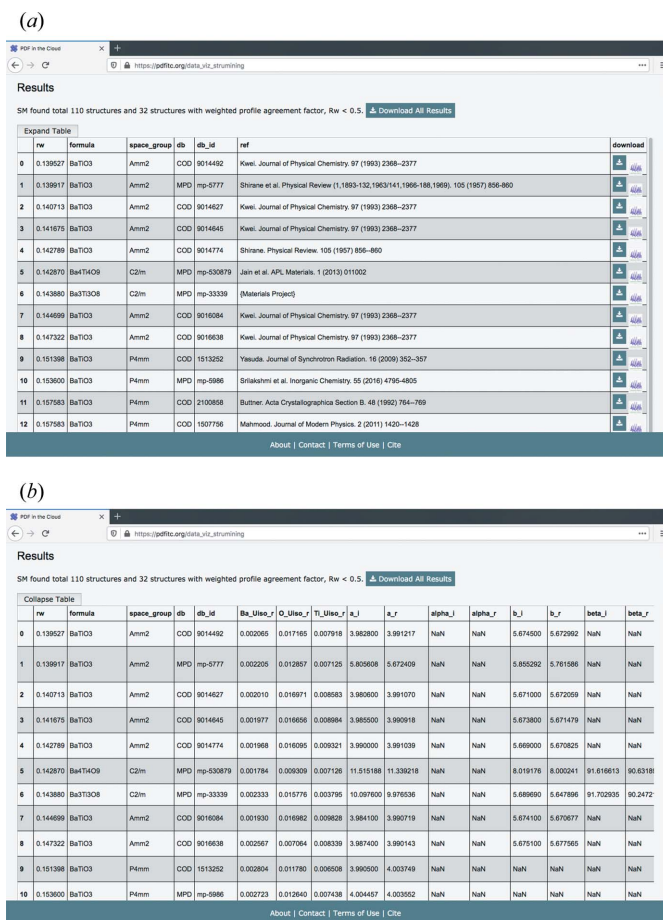 (a)
PDF in the Cloud
https://pdfitc.org/data_viz_strumining
Results
SM found total 110 structures and 32 structures with weighted profile agreement factor, Rw < 0.5. Download All Results
Expand Table
rw formula space_group db db_id ref download
0 0.139527 BaTiO3 Amm2 COD 9014492 Kwei. Journal of Physical Chemistry. 97 (1993) 2368–2377
1 0.139917 BaTiO3 Amm2 MPD mp-5777 Shirane et al. Physical Review (1,1893-132,1963/141,1966-188,1969). 105 (1957) 856-860
2 0.140713 BaTiO3 Amm2 COD 9014627 Kwei. Journal of Physical Chemistry. 97 (1993) 2368–2377
3 0.141675 BaTiO3 Amm2 COD 9014645 Kwei. Journal of Physical Chemistry. 97 (1993) 2368–2377
4 0.142789 BaTiO3 Amm2 COD 9014774 Shirane. Physical Review. 105 (1957) 856--860
5 0.142870 Ba4Ti4O9 C2/m MPD mp-530879 Jain et al. APL Materials. 1 (2013) 011002
6 0.143880 Ba3Ti3O8 C2/m MPD mp-33339 {Materials Project}
7 0.144699 BaTiO3 Amm2 COD 9016084 Kwei. Journal of Physical Chemistry. 97 (1993) 2368–2377
8 0.147322 BaTiO3 Amm2 COD 9016638 Kwei. Journal of Physical Chemistry. 97 (1993) 2368–2377
9 0.151398 BaTiO3 P4mm COD 1513252 Yasuda. Journal of Synchrotron Radiation. 16 (2009) 352--357
10 0.153600 BaTiO3 P4mm MPD mp-5986 Srilakshmi et al. Inorganic Chemistry. 55 (2016) 4795-4805
11 0.157583 BaTiO3 P4mm COD 2100858 Buttner. Acta Crystallographica Section B. 48 (1992) 764--769
12 0.157583 BaTiO3 P4mm COD 1507756 Mahmood. Journal of Modern Physics. 2 (2011) 1420--1428
About | Contact | Terms of Use | Cite
(b)
PDF in the Cloud
https://pdfitc.org/data_viz_strumining
Results
SM found total 110 structures and 32 structures with weighted profile agreement factor, Rw < 0.5. Download All Results
Collapse Table
rw formula space_group db db_id Ba_Uiso_r O_Uiso_r Ti_Uiso_r a_i a_r alpha_i alpha_r b_i b_r beta_i beta_r
0 0.139527 BaTiO3 Amm2 COD 9014492 0.002065 0.017165 0.007918 3.982800 3.991217 NaN NaN 5.674500 5.672992 NaN NaN
1 0.139917 BaTiO3 Amm2 MPD mp-5777 0.002205 0.012857 0.007125 5.805608 5.672409 NaN NaN 5.855292 5.761586 NaN NaN
2 0.140713 BaTiO3 Amm2 COD 9014627 0.002010 0.016971 0.008583 3.980600 3.991070 NaN NaN 5.671000 5.672059 NaN NaN
3 0.141675 BaTiO3 Amm2 COD 9014645 0.001977 0.016656 0.008984 3.985500 3.990918 NaN NaN 5.673800 5.671479 NaN NaN
4 0.142789 BaTiO3 Amm2 COD 9014774 0.001968 0.016095 0.009321 3.990000 3.991039 NaN NaN 5.669000 5.670825 NaN NaN
5 0.142870 Ba4Ti4O9 C2/m MPD mp-530879 0.001784 0.009309 0.007126 11.515188 11.339218 NaN NaN 8.019176 8.000241 91.616613
6 0.143880 Ba3Ti3O8 C2/m MPD mp-33339 0.002333 0.015776 0.003795 10.097600 9.976536 NaN NaN 5.689690 5.647896 91.702935 90.2472
7 0.144699 BaTiO3 Amm2 COD 9016084 0.001930 0.016982 0.009828 3.984100 3.990719 NaN NaN 5.674100 5.670677 NaN NaN
8 0.147322 BaTiO3 Amm2 COD 9016638 0.002567 0.007064 0.008339 3.987400 3.990143 NaN NaN 5.675100 5.677565 NaN NaN
9 0.151398 BaTiO3 P4mm COD 1513252 0.002804 0.011780 0.006508 3.990500 4.003749 NaN NaN NaN NaN NaN NaN
10 0.153600 BaTiO3 P4mm MPD mp-5986 0.002723 0.012640 0.007438 4.004457 4.003552 NaN NaN NaN NaN NaN NaN
About | Contact | Terms of Use | Cite